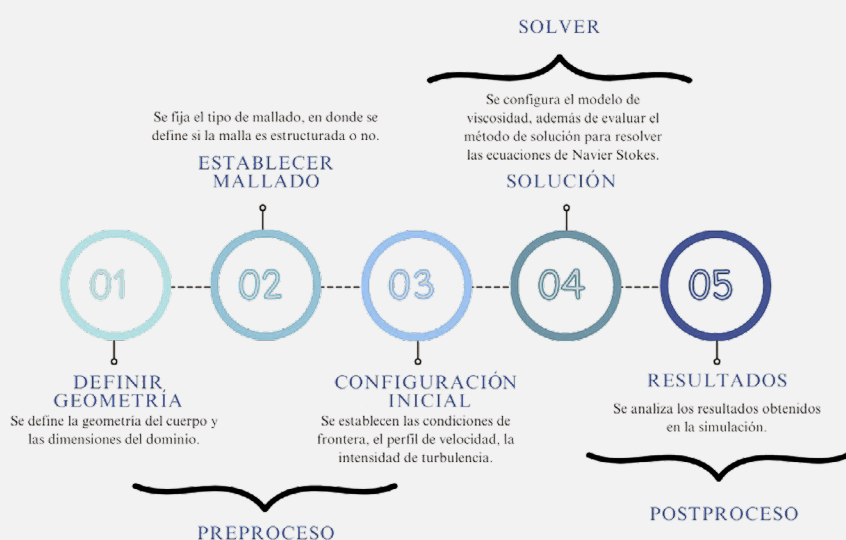 SOLVER
Se configura el modelo de
viscosidad, además de evaluar el
método de solución para resolver
las ecuaciones de Navier Stokes.
SOLUCIÓN
Se fija el tipo de mallado, en donde se
define si la malla es estructurada o no.
ESTABLECER
MALLADO
01
02
03
04
05
DEFINIR
GEOMETRÍA
Se define la geometría del cuerpo y
las dimensiones del dominio.
CONFIGURACIÓN
INICIAL
Se establecen las condiciones de
frontera, el perfil de velocidad, la
intensidad de turbulencia.
RESULTADOS
Se analiza los resultados obtenidos
en la simulación.
PREPROCESO
POSTPROCESO